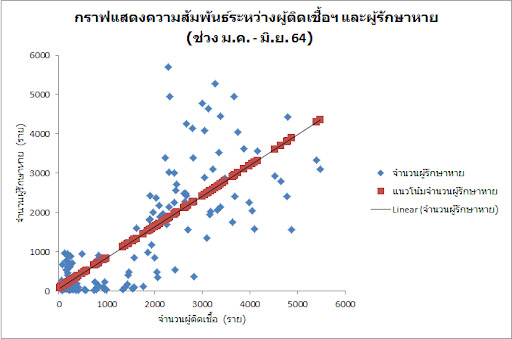 กราฟแสดงความสัมพันธ์ระหว่างผู้ติดเชื้อฯ และผู้รักษาหาย
(ช่วง ม.ค. - มิ.ย. 64)
6000
5000
4000
3000
2000
1000
0
จำนวนผู้รักษาหาย (ราย)
0 1000 2000 3000 4000 5000 6000
จำนวนผู้ติดเชื้อ (ราย)
จำนวนผู้รักษาหาย
แนวโน้มจำนวนผู้รักษาหาย
Linear (จำนวนผู้รักษาหาย)